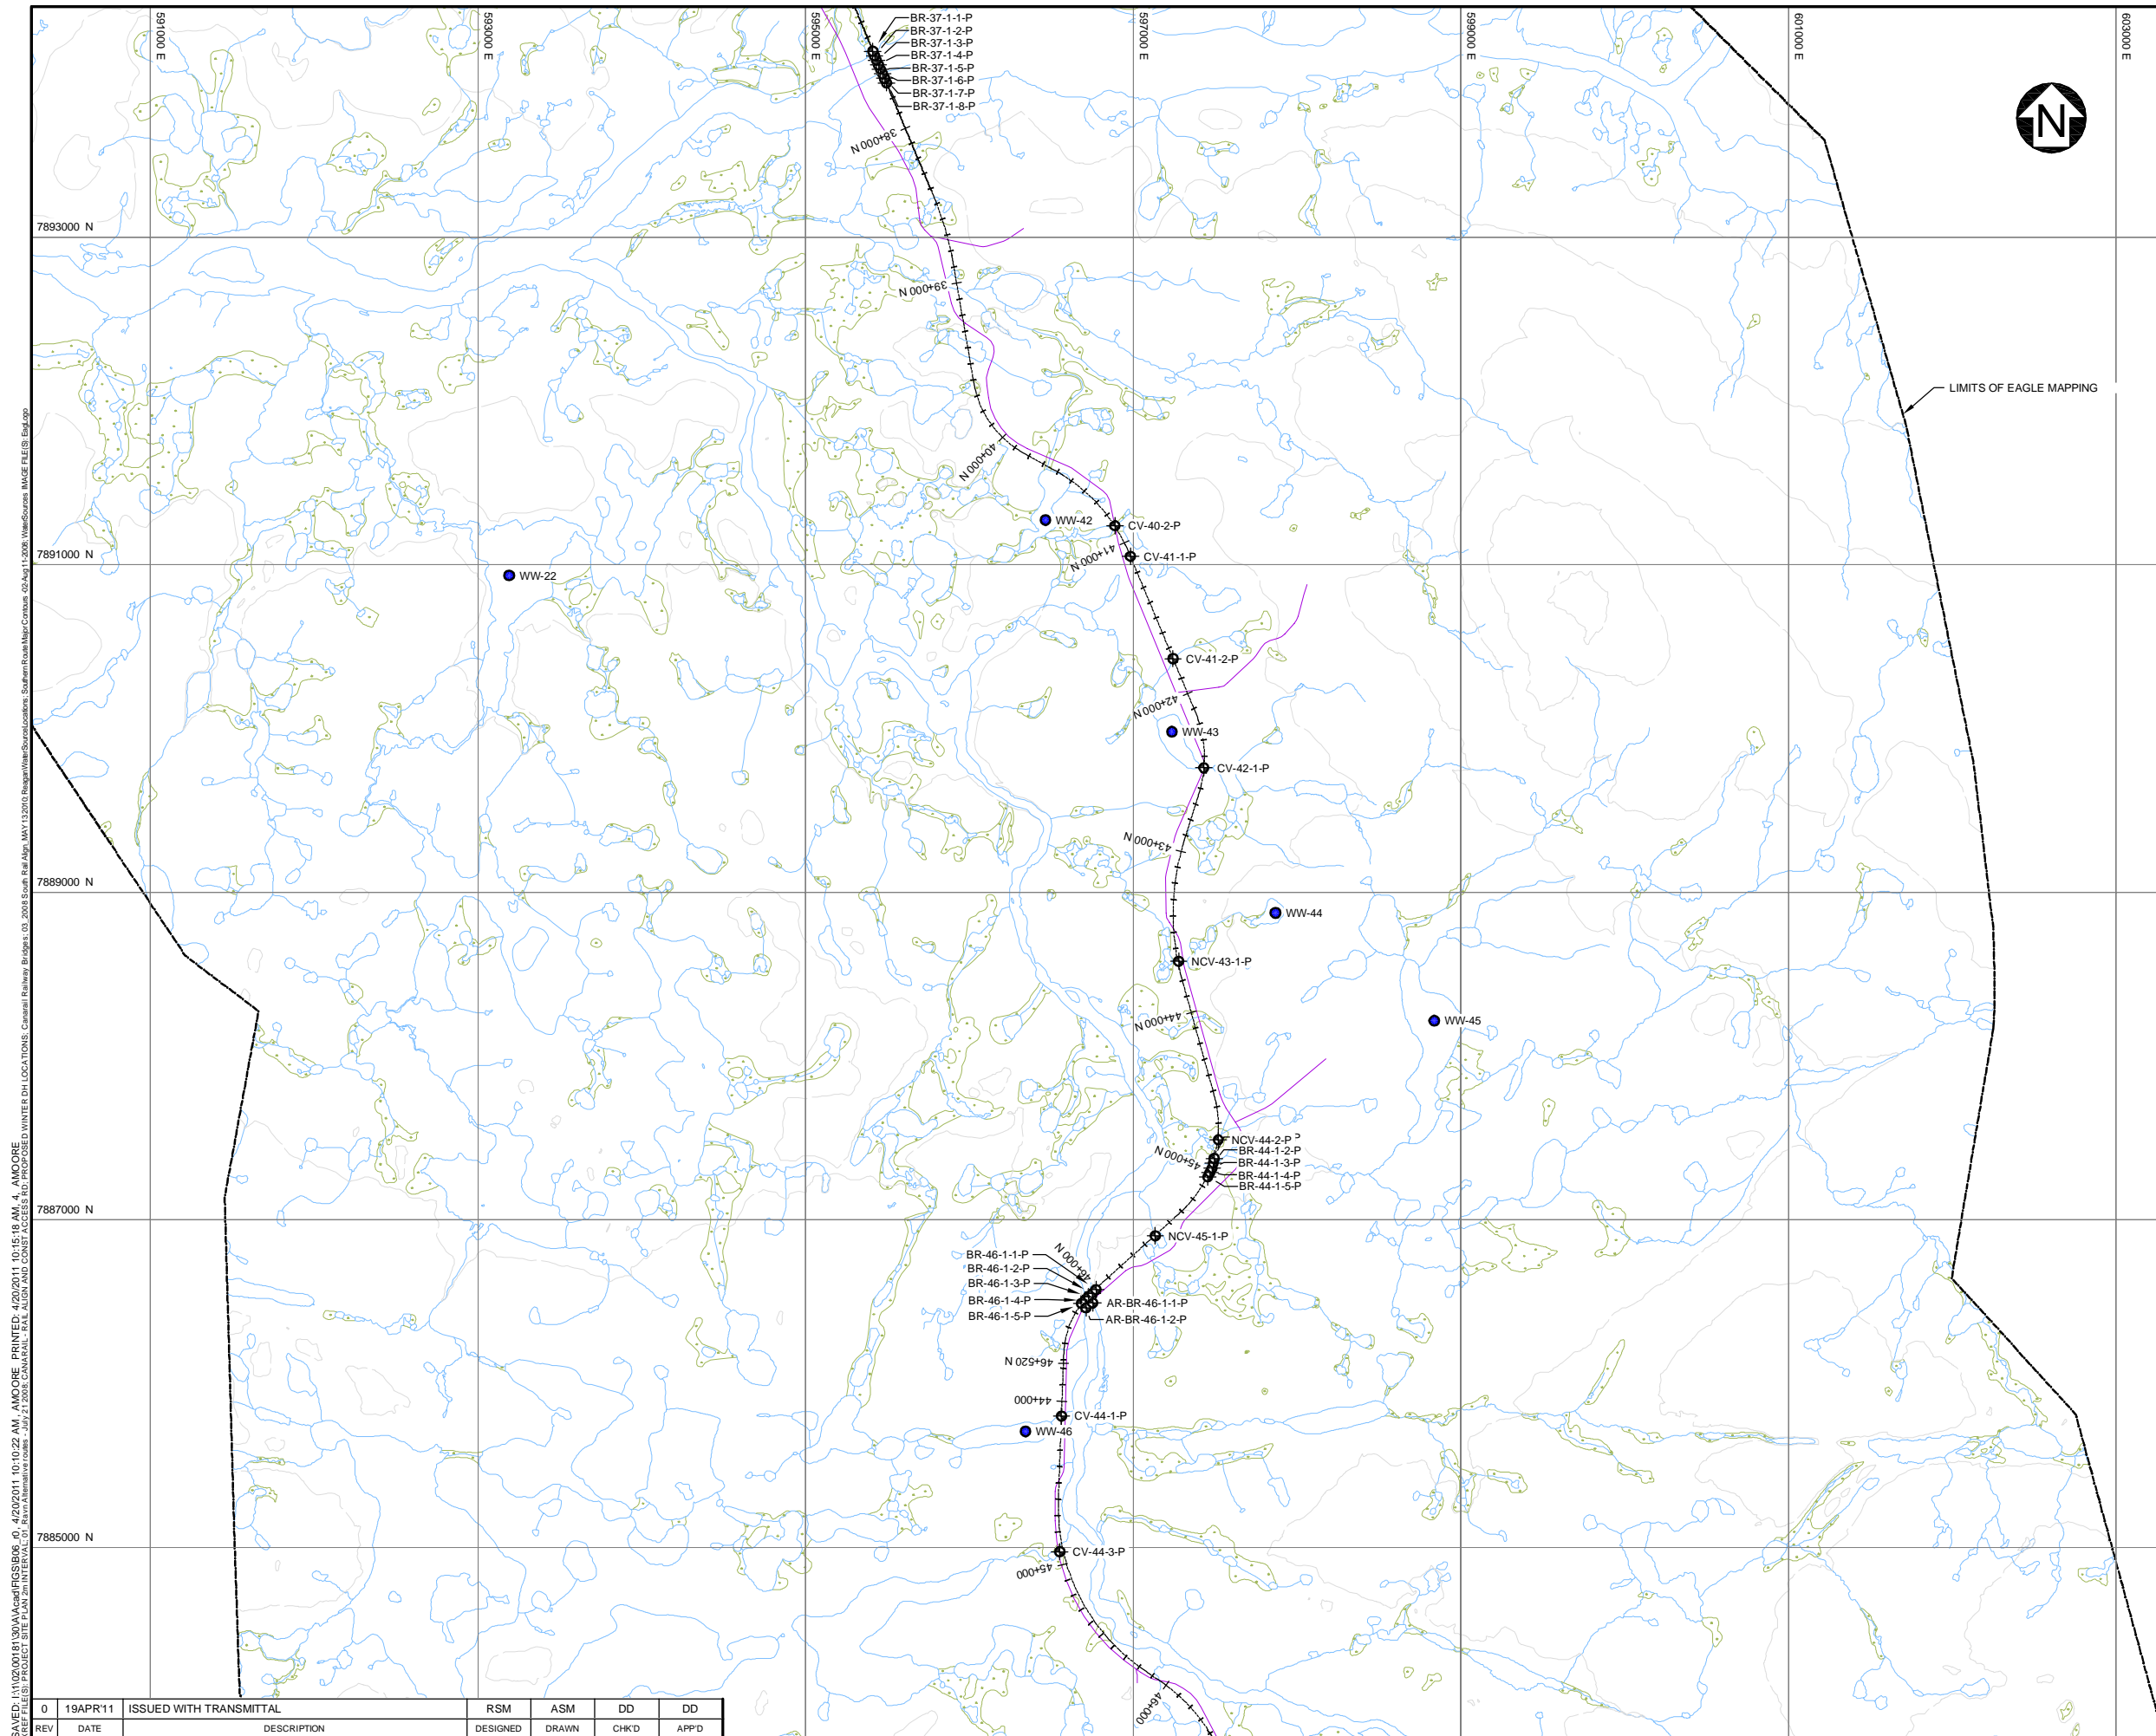 591000 E
593000 E
595000 E
597000 E
599000 E
601000 E
603000 E
BR-37-1-1-P
BR-37-1-2-P
BR-37-1-3-P
BR-37-1-4-P
BR-37-1-5-P
BR-37-1-6-P
BR-37-1-7-P
BR-37-1-8-P
N
38+000 N
7893000 N
39+000 N
LIMITS OF EAGLE MAPPING
40+000 N
WW-42
CV-40-2-P
41+000 N
CV-41-1-P
7891000 N
WW-22
CV-41-2-P
42+000 N
WW-43
CV-42-1-P
43+000 N
7889000 N
WW-44
NCV-43-1-P
44+000 N
WW-45
NCV-44-2-P
45+000 N
BR-44-1-2-P
BR-44-1-3-P
BR-44-1-4-P
BR-44-1-5-P
7887000 N
NCV-45-1-P
46+000 N
BR-46-1-1-P
BR-46-1-2-P
BR-46-1-3-P
BR-46-1-4-P
BR-46-1-5-P
AR-BR-46-1-1-P
AR-BR-46-1-2-P
46+520 N
44+000
CV-44-1-P
WW-46
7885000 N
CV-44-3-P
45+000
46+000
0 19APR'11 ISSUED WITH TRANSMITTAL RSM ASM DD DD
REV DATE DESCRIPTION DESIGNED DRAWN CHK'D APP'D